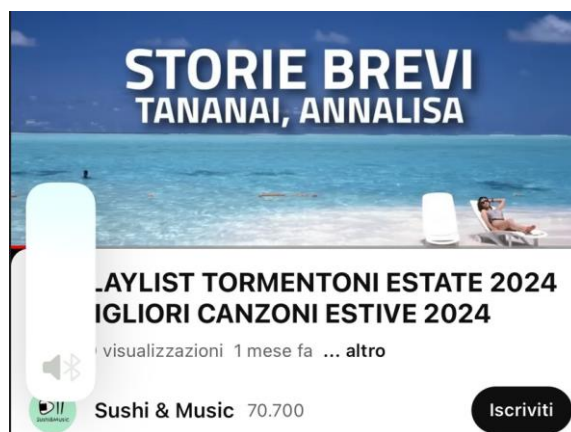 STORIE BREVI
TANANAI, ANNALISA
LAYLIST TORMENTONI ESTATE 2024
IGLIORI CANZONI ESTIVE 2024
visualizzazioni 1 mese fa ... altro
Sushi & Music 70.700
Iscriviti